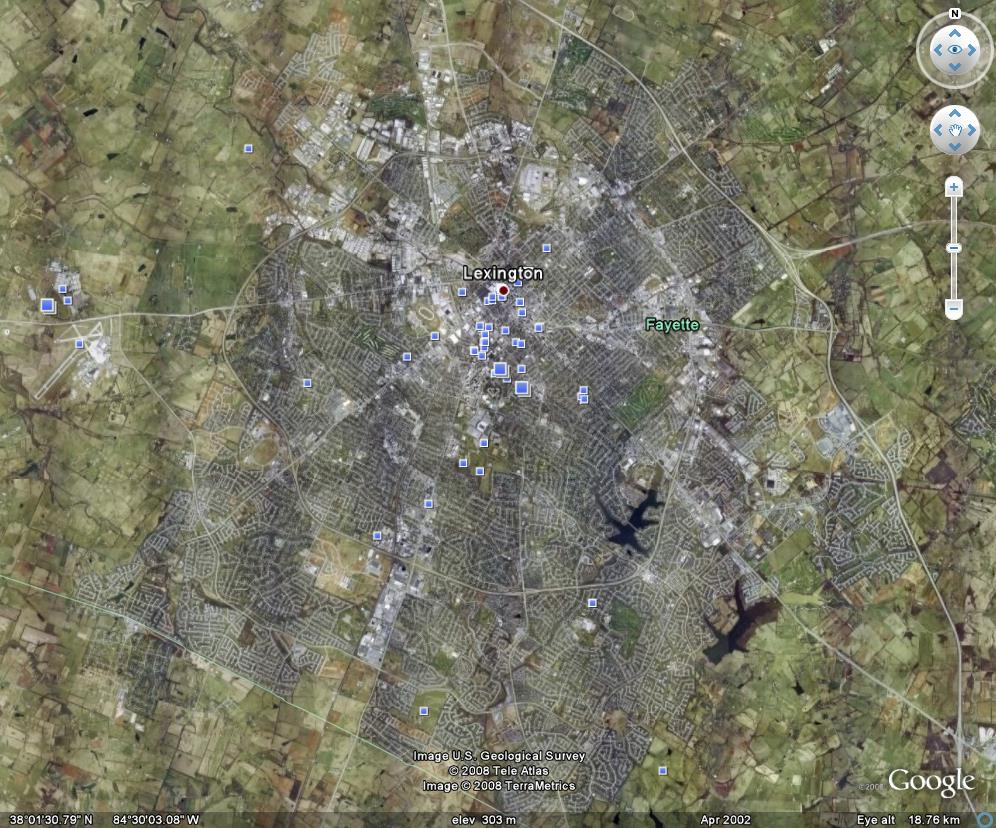 N
Lexington
Fayette
Image U.S. Geological Survey
© 2008 Tele Atlas
Image © 2008 TerraMetrics
© 2008 Google
38°01'30.79" N 84°30'03.08" W elev 303 m Apr 2002 Eye alt 18.76 km